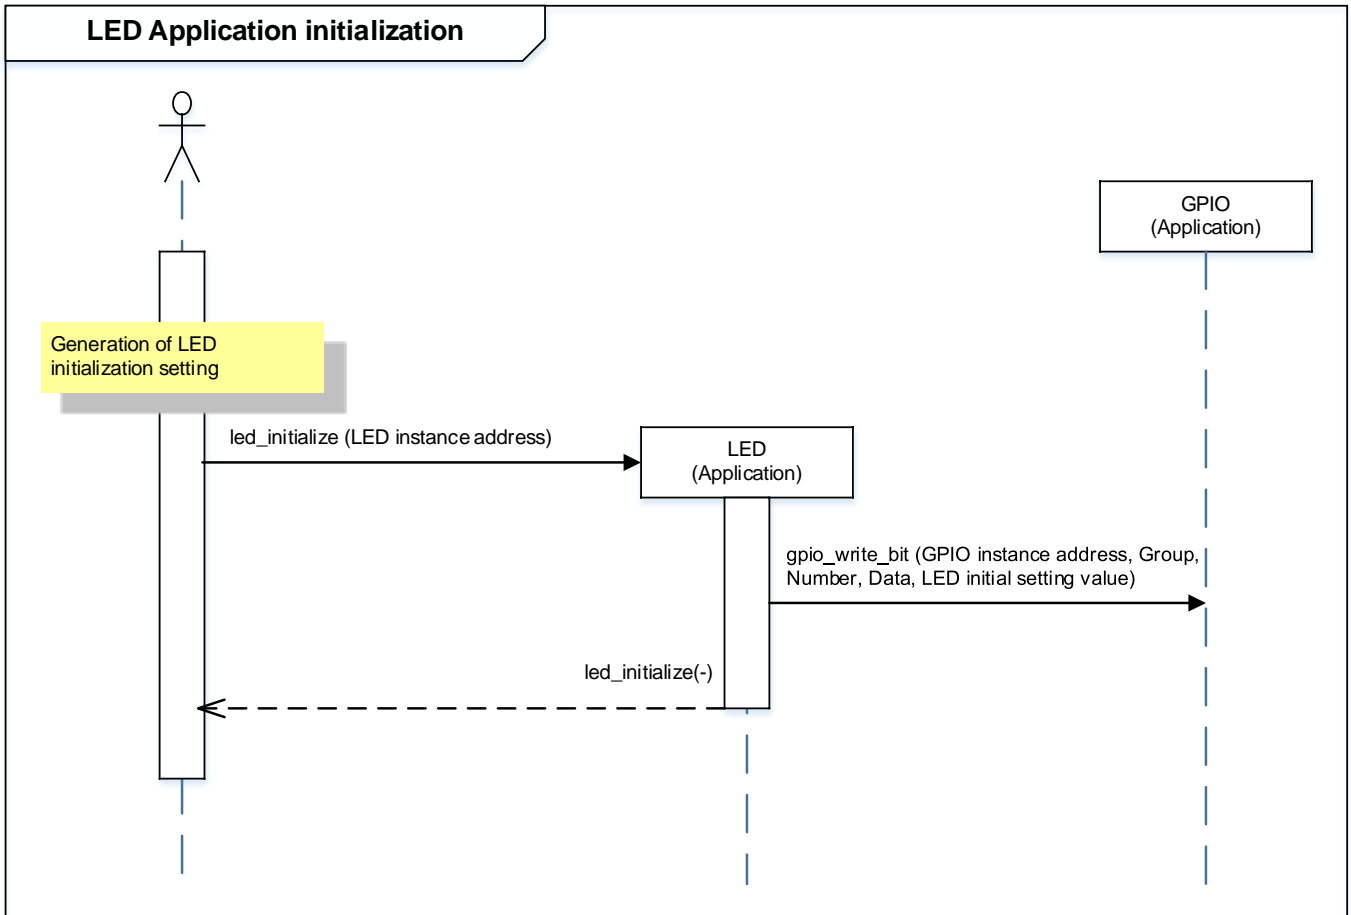 LED Application initialization
GPIO
(Application)
Generation of LED
initialization setting
led_initialize (LED instance address)
LED
(Application)
gpio_write_bit (GPIO instance address, Group,
Number, Data, LED initial setting value)
led_initialize(-)